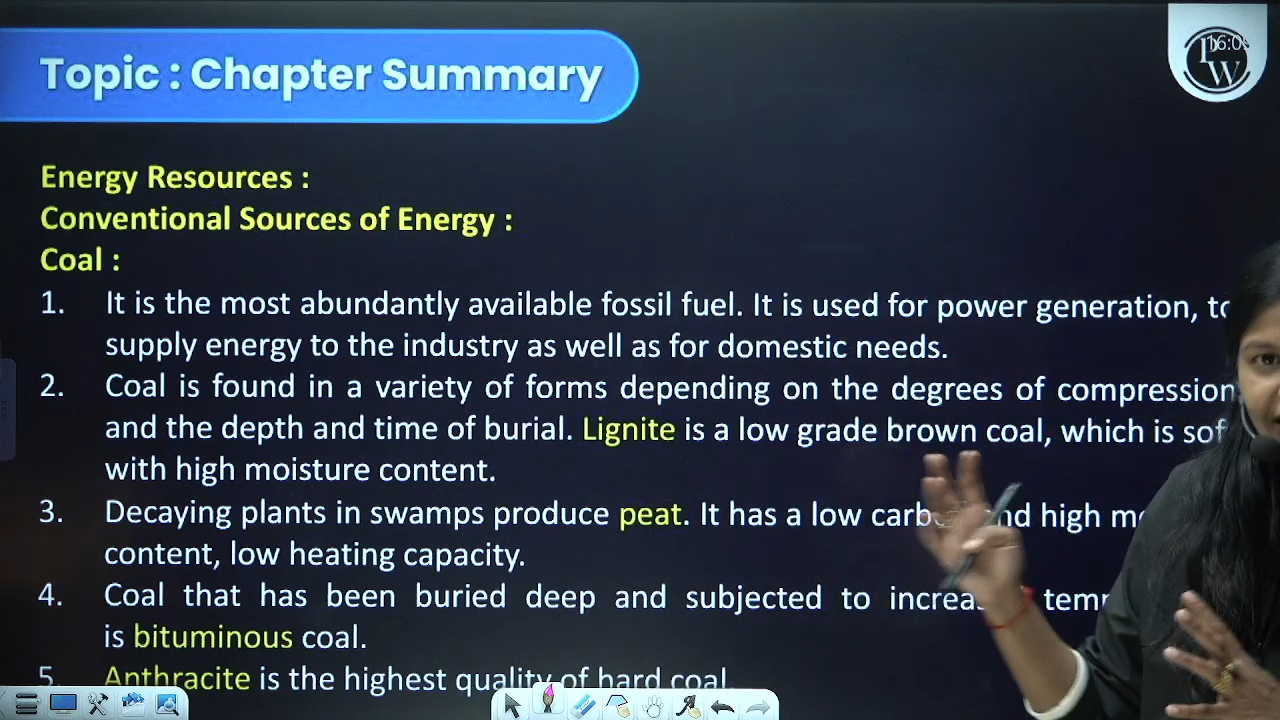 Topic : Chapter Summary
Energy Resources :
Conventional Sources of Energy :
Coal :
1. It is the most abundantly available fossil fuel. It is used for power generation, to
supply energy to the industry as well as for domestic needs.
2. Coal is found in a variety of forms depending on the degrees of compression
and the depth and time of burial. Lignite is a low grade brown coal, which is sof
with high moisture content.
3. Decaying plants in swamps produce peat. It has a low carb nd high mo
content, low heating capacity.
4. Coal that has been buried deep and subjected to increas temp
is bituminous coal.
5. Anthracite is the highest quality of hard coal.